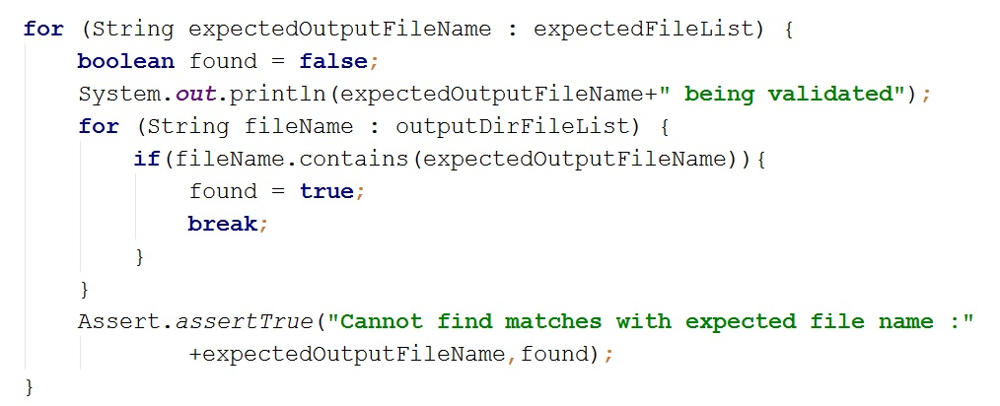 for (String expectedOutputFileName : expectedFileList) {
    boolean found = false;
    System.out.println(expectedOutputFileName+" being validated");
    for (String fileName : outputDirFileList) {
        if(fileName.contains(expectedOutputFileName)){
            found = true;
            break;
        }
    }
    Assert.assertTrue("Cannot find matches with expected file name :"
            +expectedOutputFileName,found);
}